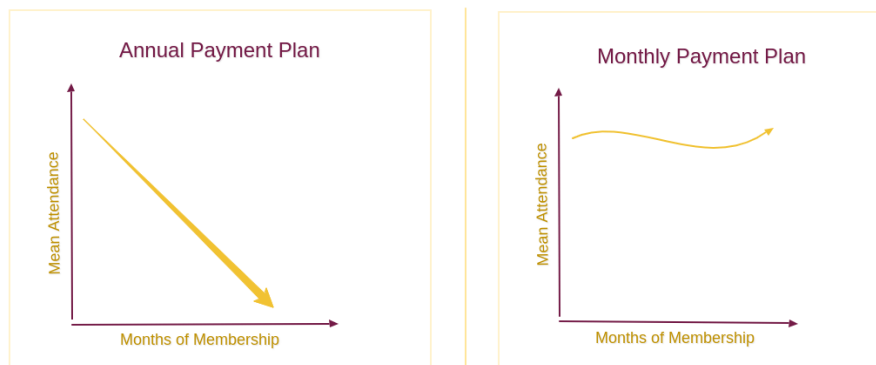 Annual Payment Plan
Mean Attendance
Months of Membership
Monthly Payment Plan
Mean Attendance
Months of Membership